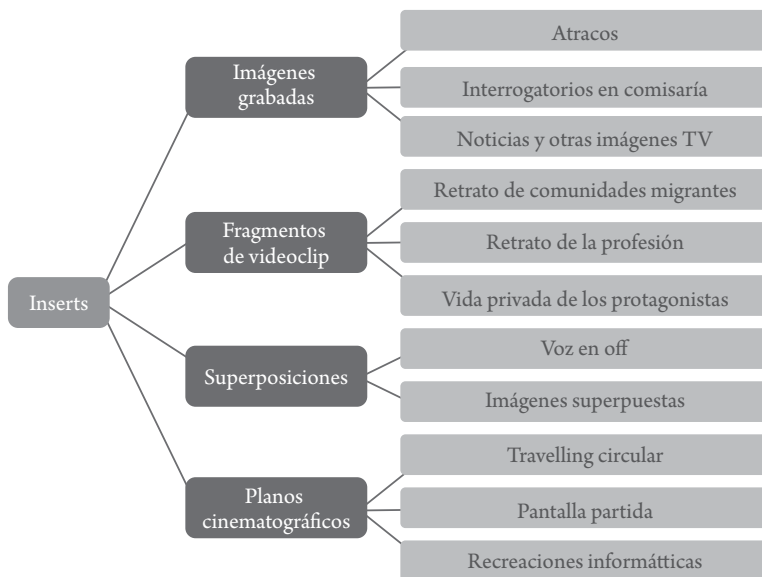 Inserts
Imágenes
grabadas
Atracos
Interrogatorios en comisaría
Noticias y otras imágenes TV
Fragmentos
de videoclip
Retrato de comunidades migrantes
Retrato de la profesión
Vida privada de los protagonistas
Superposiciones
Voz en off
Imágenes superpuestas
Planos
cinematográficos
Travelling circular
Pantalla partida
Recreaciones informátticas